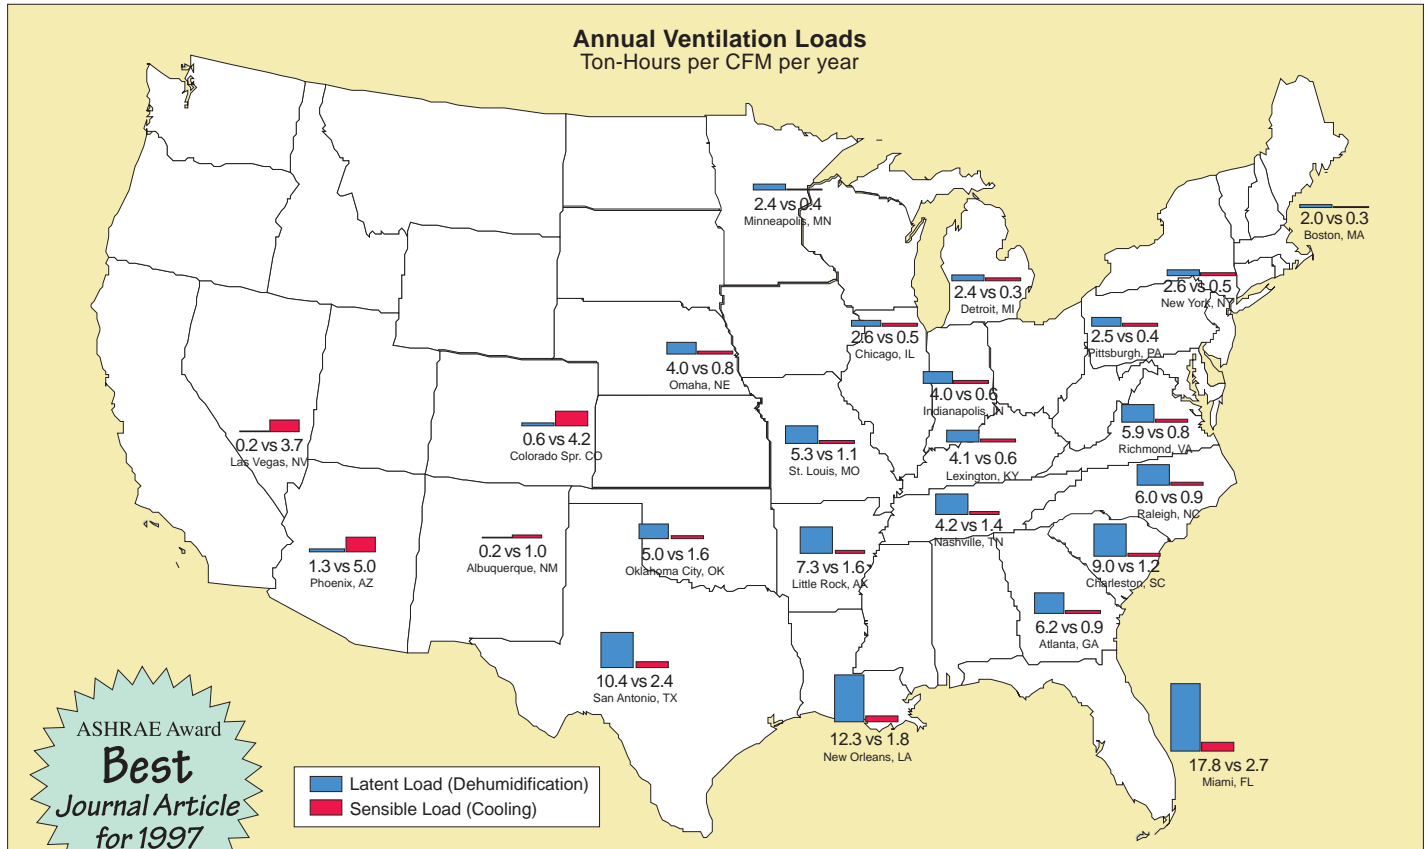 Annual Ventilation Loads
Ton-Hours per CFM per year
2.4 vs 0.4
Minneapolis, MN
2.0 vs 0.3
Boston, MA
2.4 vs 0.3
Detroit, MI
2.6 vs 0.5
New York, NY
2.6 vs 0.5
Chicago, IL
2.5 vs 0.4
Pittsburgh, PA
4.0 vs 0.8
Omaha, NE
4.0 vs 0.6
Indianapolis, IN
0.2 vs 3.7
Las Vegas, NV
0.6 vs 4.2
Colorado Spr. CO
5.3 vs 1.1
St. Louis, MO
4.1 vs 0.6
Lexington, KY
5.9 vs 0.8
Richmond, VA
6.0 vs 0.9
Raleigh, NC
4.2 vs 1.4
Nashville, TN
1.3 vs 5.0
Phoenix, AZ
0.2 vs 1.0
Albuquerque, NM
5.0 vs 1.6
Oklahoma City, OK
7.3 vs 1.6
Little Rock, AK
9.0 vs 1.2
Charleston, SC
6.2 vs 0.9
Atlanta, GA
10.4 vs 2.4
San Antonio, TX
12.3 vs 1.8
New Orleans, LA
17.8 vs 2.7
Miami, FL
ASHRAE Award
Best
Journal Article
for 1997
Latent Load (Dehumidification)
Sensible Load (Cooling)